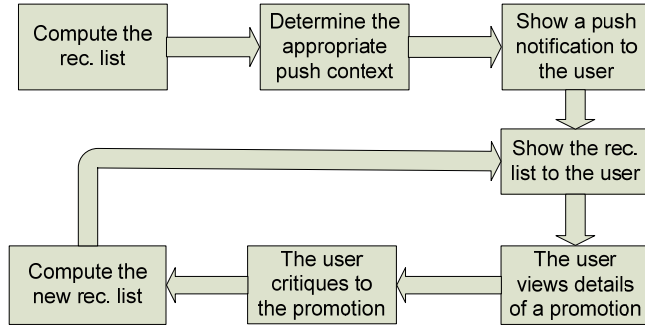 Compute the
rec. list
Determine the
appropriate
push context
Show a push
notification to
the user
Show the rec.
list to the user
The user
views details
of a promotion
The user
critiques to
the promotion
Compute the
new rec. list